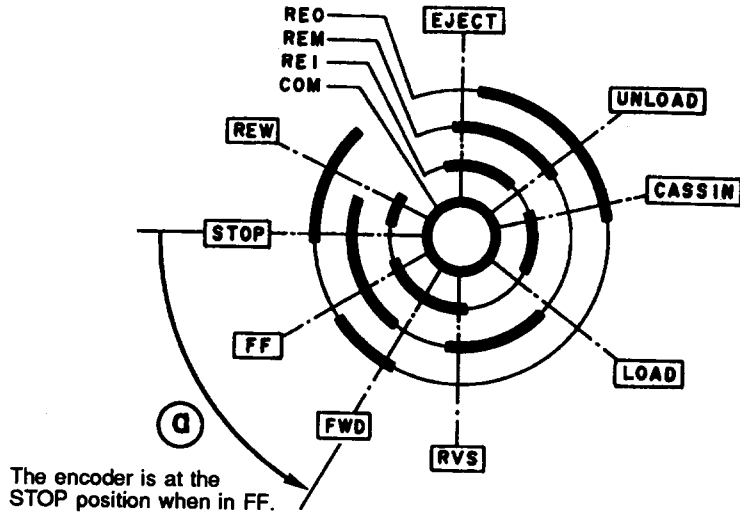 REO
EJECT
REM
REI
COM
UNLOAD
REW
CASSIN
STOP
FF
LOAD
FWD
RVS
a
The encoder is at the
STOP position when in FF.